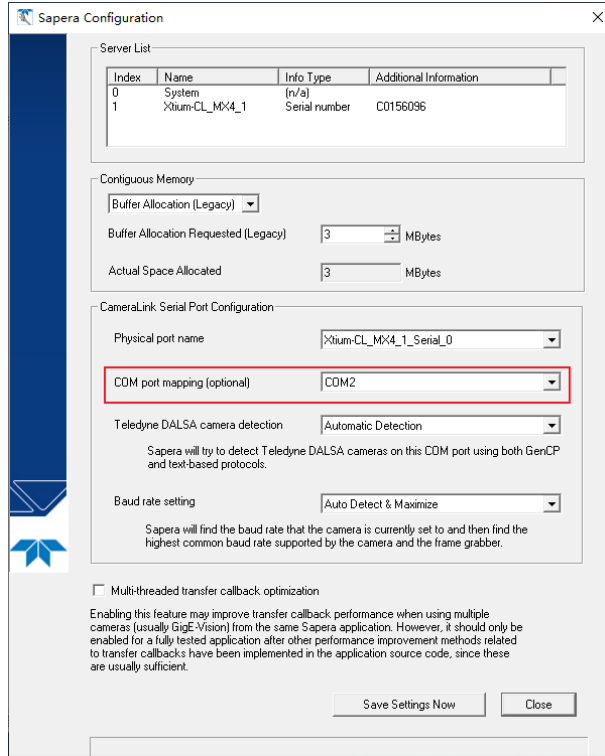 Sapera Configuration
Server List
Index Name Info Type Additional Information
0 System (n/a)
1 Xtium-CL_MX4_1 Serial number C0156096
Contiguous Memory
Buffer Allocation (Legacy)
Buffer Allocation Requested (Legacy) 3 MBytes
Actual Space Allocated 3 MBytes
CameraLink Serial Port Configuration
Physical port name Xtium-CL_MX4_1_Serial_0
COM port mapping (optional) COM2
Teledyne DALSA camera detection Automatic Detection
Sapera will try to detect Teledyne DALSA cameras on this COM port using both GenCP
and text-based protocols.
Baud rate setting Auto Detect & Maximize
Sapera will find the baud rate that the camera is currently set to and then find the
highest common baud rate supported by the camera and the frame grabber.
Multi-threaded transfer callback optimization
Enabling this feature may improve transfer callback performance when using multiple
cameras (usually GigE-Vision) from the same Sapera application. However, it should only be
enabled for a fully tested application after other performance improvement methods related
to transfer callbacks have been implemented in the application source code, since these
are usually sufficient.
Save Settings Now Close